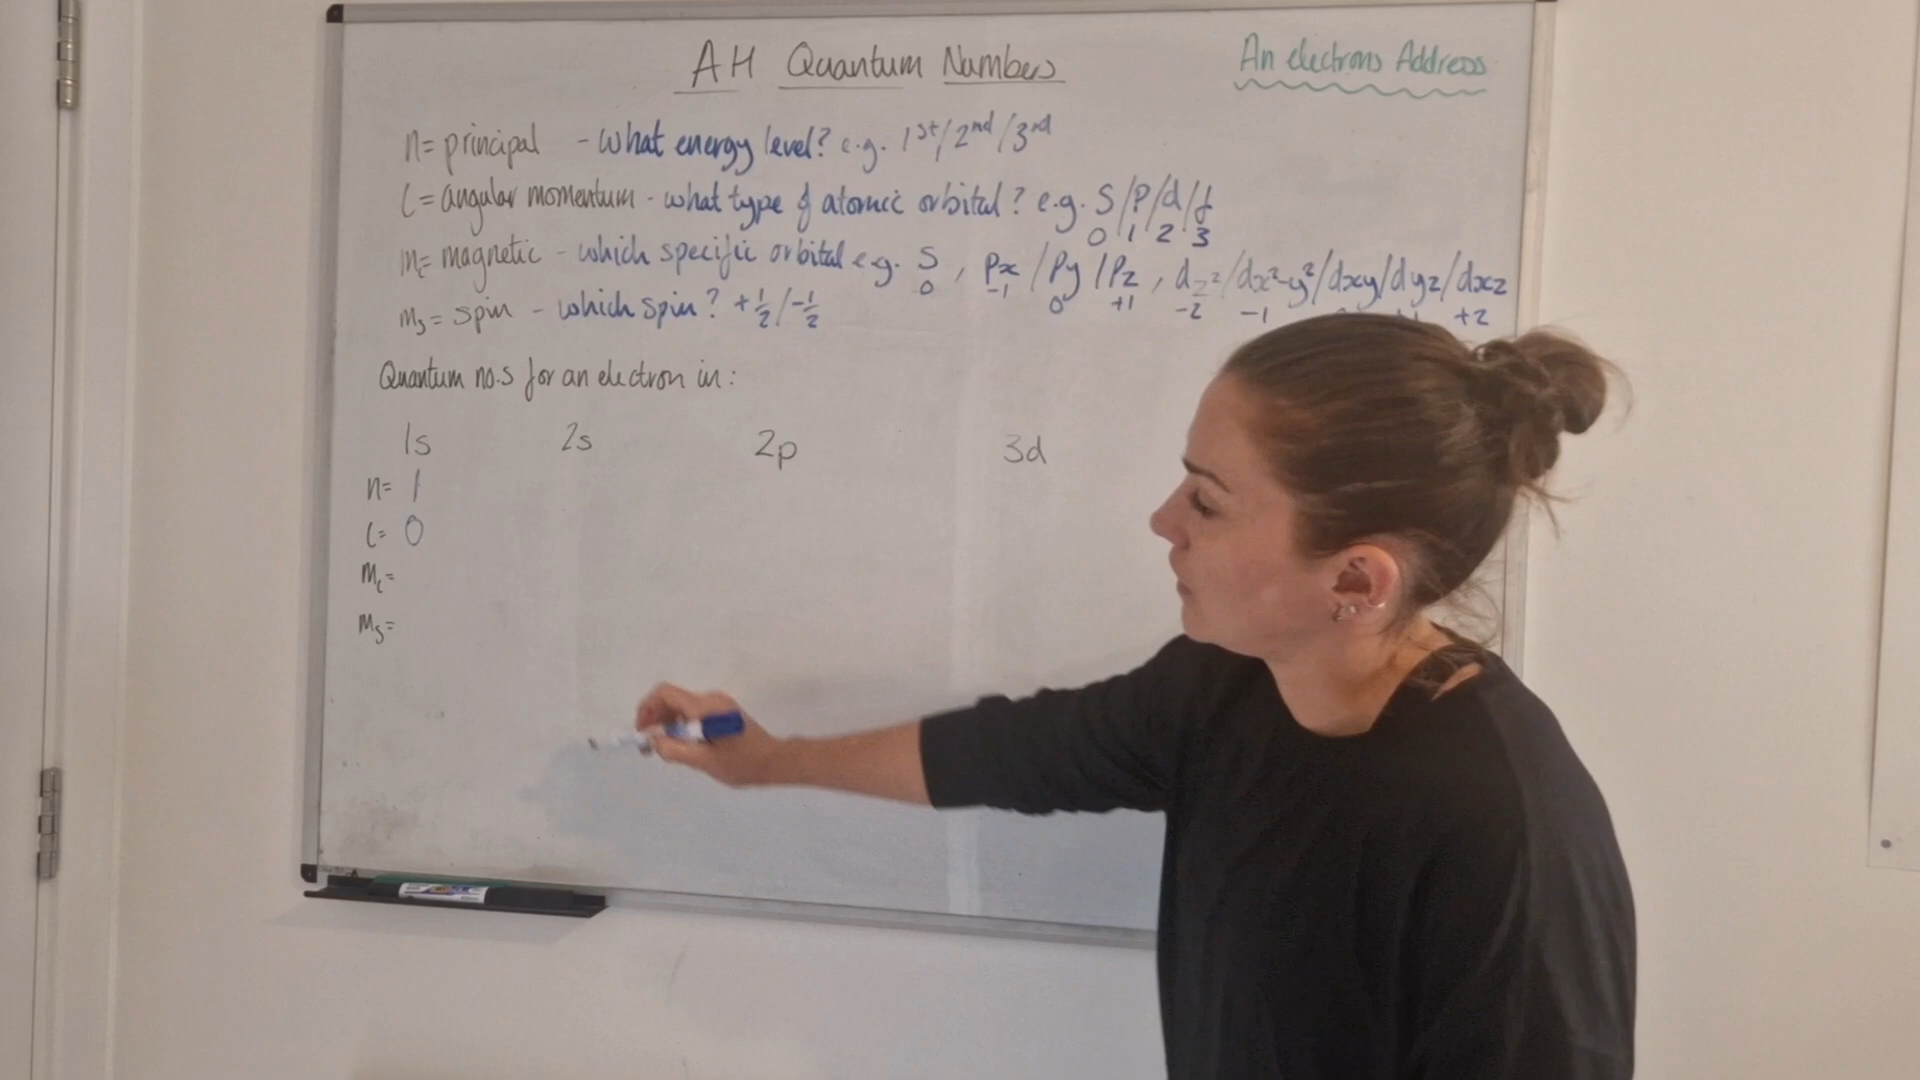 AH Quantum Numbers
An electrons Address
n= principal - What energy level? e.g. 1st/2nd/3rd
l= angular momentum - what type of atomic orbital? e.g. s/p/d/f
0 1 2 3
ml= magnetic - which specific orbital e.g. s, px/py/pz, dz²/dx²-y²/dxy/dyz/dxz
0 -1 0 +1 -2 -1 +2
ms= spin - which spin? +1/2/-1/2
Quantum no.s for an electron in:
1s 2s 2p 3d
n= 1
l= 0
ml=
ms=